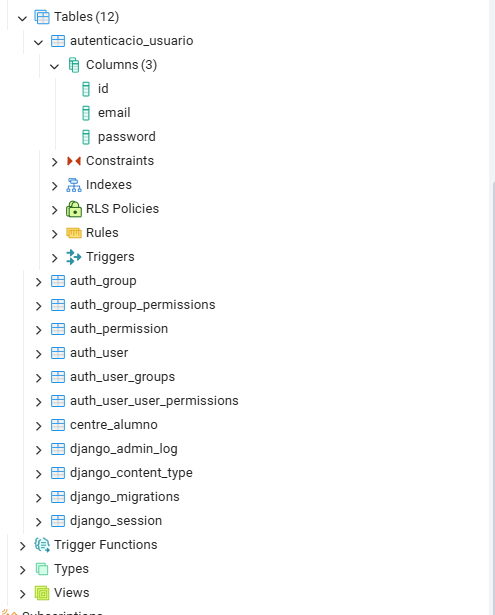 Tables (12)
autenticacio_usuario
Columns (3)
id
email
password
Constraints
Indexes
RLS Policies
Rules
Triggers
auth_group
auth_group_permissions
auth_permission
auth_user
auth_user_groups
auth_user_user_permissions
centre_alumno
django_admin_log
django_content_type
django_migrations
django_session
Trigger Functions
Types
Views
Subscriptions